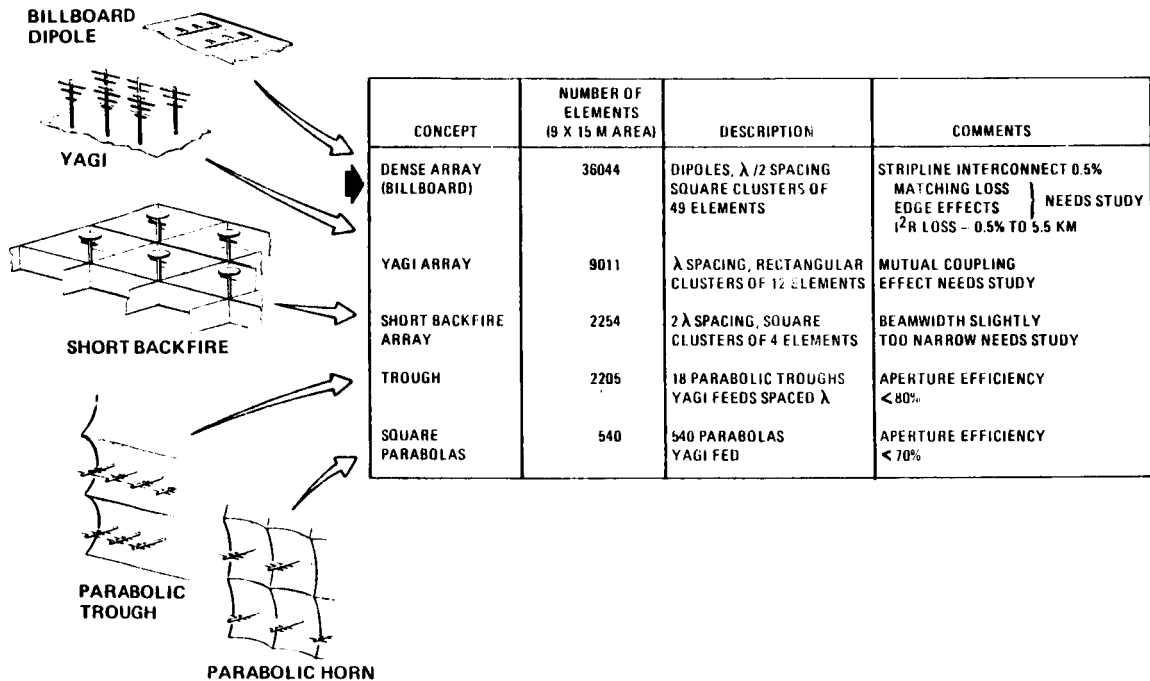 BILLBOARD
DIPOLE
YAGI
SHORT BACKFIRE
PARABOLIC
TROUGH
PARABOLIC HORN
CONCEPT
NUMBER OF
ELEMENTS
(9 X 15 M AREA)
DESCRIPTION
COMMENTS
DENSE ARRAY
(BILLBOARD)
36044
DIPOLES, λ/2 SPACING
SQUARE CLUSTERS OF
49 ELEMENTS
STRIPLINE INTERCONNECT 0.5%
MATCHING LOSS
EDGE EFFECTS
I²R LOSS – 0.5% TO 5.5 KM
NEEDS STUDY
YAGI ARRAY
9011
λ SPACING, RECTANGULAR
CLUSTERS OF 12 ELEMENTS
MUTUAL COUPLING
EFFECT NEEDS STUDY
SHORT BACKFIRE
ARRAY
2254
2 λ SPACING, SQUARE
CLUSTERS OF 4 ELEMENTS
BEAMWIDTH SLIGHTLY
TOO NARROW NEEDS STUDY
TROUGH
2205
18 PARABOLIC TROUGHS
YAGI FEEDS SPACED λ
APERTURE EFFICIENCY
<80%
SQUARE
PARABOLAS
540
540 PARABOLAS
YAGI FED
APERTURE EFFICIENCY
< 70%